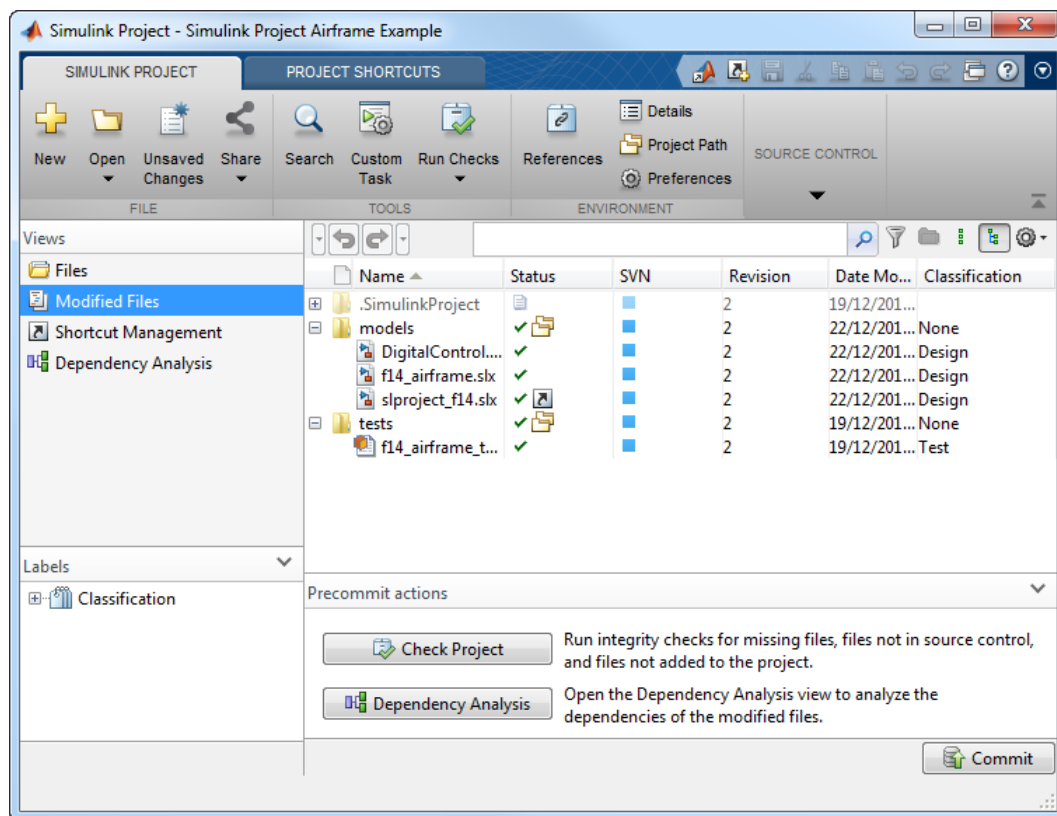 Simulink Project - Simulink Project Airframe Example
SIMULINK PROJECT
PROJECT SHORTCUTS
New
Open
Unsaved
Changes
Share
FILE
Search
Custom
Task
Run Checks
TOOLS
References
Details
Project Path
Preferences
ENVIRONMENT
SOURCE CONTROL
Views
Files
Modified Files
Shortcut Management
Dependency Analysis
Name Status SVN Revision Date Mo... Classification
.SimulinkProject 2 19/12/201...
models 2 22/12/201... None
DigitalControl.... 2 22/12/201... Design
f14_airframe.slx 2 22/12/201... Design
slproject_f14.slx 2 22/12/201... Design
tests 2 19/12/201... None
f14_airframe_t... 2 19/12/201... Test
Labels
Classification
Precommit actions
Check Project
Run integrity checks for missing files, files not in source control,
and files not added to the project.
Dependency Analysis
Open the Dependency Analysis view to analyze the
dependencies of the modified files.
Commit